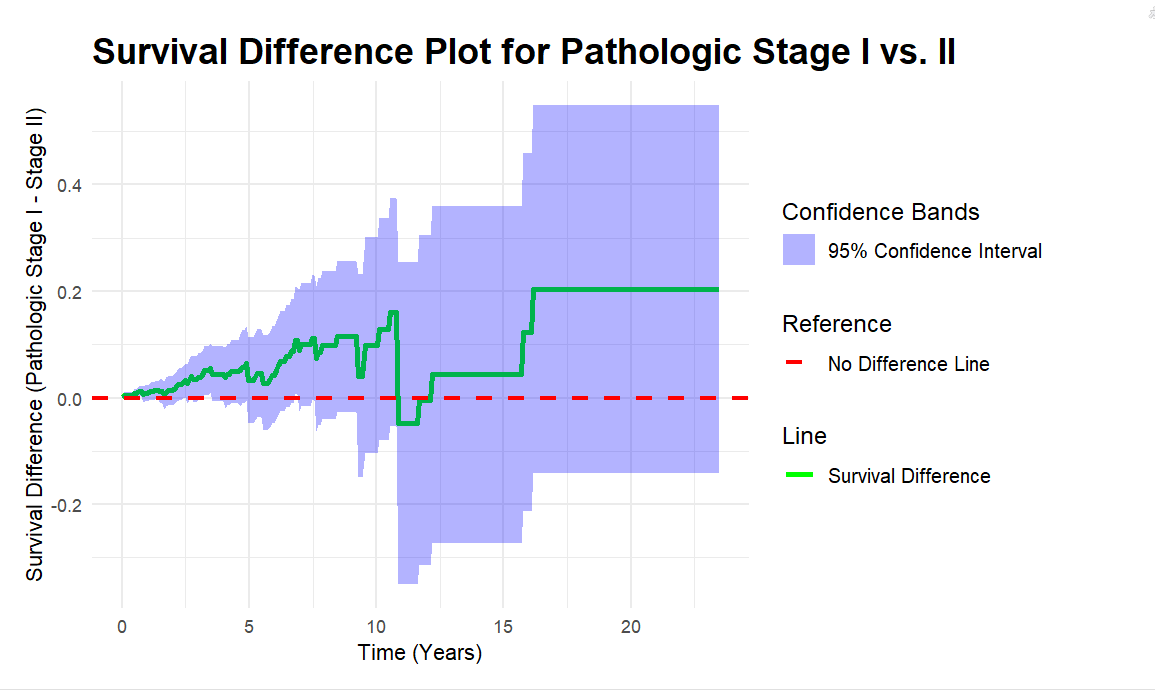 Survival Difference Plot for Pathologic Stage I vs. II
Survival Difference (Pathologic Stage I - Stage II)
0.4
0.2
0.0
-0.2
0
5
10
15
20
Time (Years)
Confidence Bands
95% Confidence Interval
Reference
No Difference Line
Line
Survival Difference